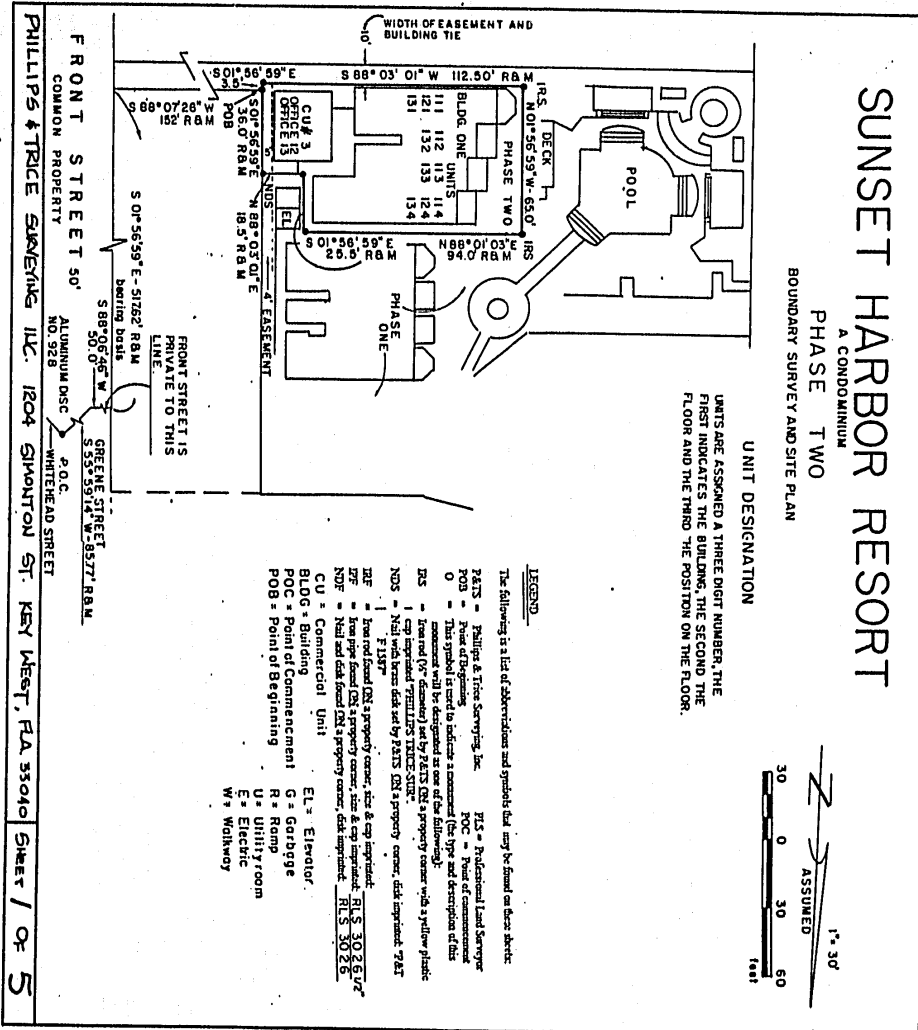 SUNSET HARBOR RESORT
A CONDOMINIUM
PHASE TWO
BOUNDARY SURVEY AND SITE PLAN
1"= 30'
ASSUMED
30 0 30 60
feet
UNIT DESIGNATION
UNITS ARE ASSIGNED A THREE DIGIT NUMBER, THE
FIRST INDICATES THE BUILDING, THE SECOND THE
FLOOR AND THE THIRD THE POSITION ON THE FLOOR.
WIDTH OF EASEMENT AND
BUILDING TIE
10'
S 88° 03' 01" W 112.50' R&M
I.R.S.
N 01° 56' 59" W - 65.0'
DECK
POOL
IRS
N 88° 01' 03" E
94.0' R&M
PHASE TWO
BLDG. ONE
UNITS
111 112 113 114
121 132 133 124
131 134
S 01° 56' 59" E
3.5'
S 01° 56' 59" E
36.0' R&M
POB
S 88° 07' 26" W
152' R&M
CU# 3
OFFICE 12
OFFICE 13
5'
NDS
EL
N 88° 03' 01" E
18.5' R&M
S 01° 56' 59" E
25.5' R&M
4' EASEMENT
PHASE
ONE
FRONT STREET 50'
COMMON PROPERTY
S 01° 56' 59" E - 517.62' R&M
bearing basis
S 88° 06' 46" W
50.0'
FRONT STREET IS
PRIVATE TO THIS
LINE.
GREENE STREET
S 55° 59' 14" W - 85.77' R&M
P.O.C.
WHITEHEAD STREET
ALUMINUM DISC
NO. 928
LEGEND
The following is a list of abbreviations and symbols that may be found on these sheets:
P&TS = Phillips & Trice Surveying, Inc.
PLS = Professional Land Surveyor
POB = Point of Beginning
POC = Point of commencement
O = This symbol is used to indicate a monument (the type and description of this
monument will be designated as one of the following):
IRS = Iron rod (½" diameter) set by P&TS ON a property corner with a yellow plastic
cap imprinted "PHILLIPS TRICE-SUR".
NDS = Nail with brass disk set by P&TS ON a property corner, disk imprinted: "P&T
F 1587"
IRF = Iron rod found ON a property corner, size & cap imprinted:
IPF = Iron pipe found ON a property corner, size & cap imprinted: RLS 3026 1/2"
NDF = Nail and disk found ON a property corner, disk imprinted: RLS 3026
CU = Commercial Unit
BLDG = Building
POC = Point of Commencment
POB = Point of Beginning
EL = Elevator
G = Garbage
R = Ramp
U = Utility room
E = Electric
W = Walkway
PHILLIPS & TRICE SURVEYING INC. 1204 SIMONTON ST. KEY WEST, FLA 33040 SHEET 1 OF 5